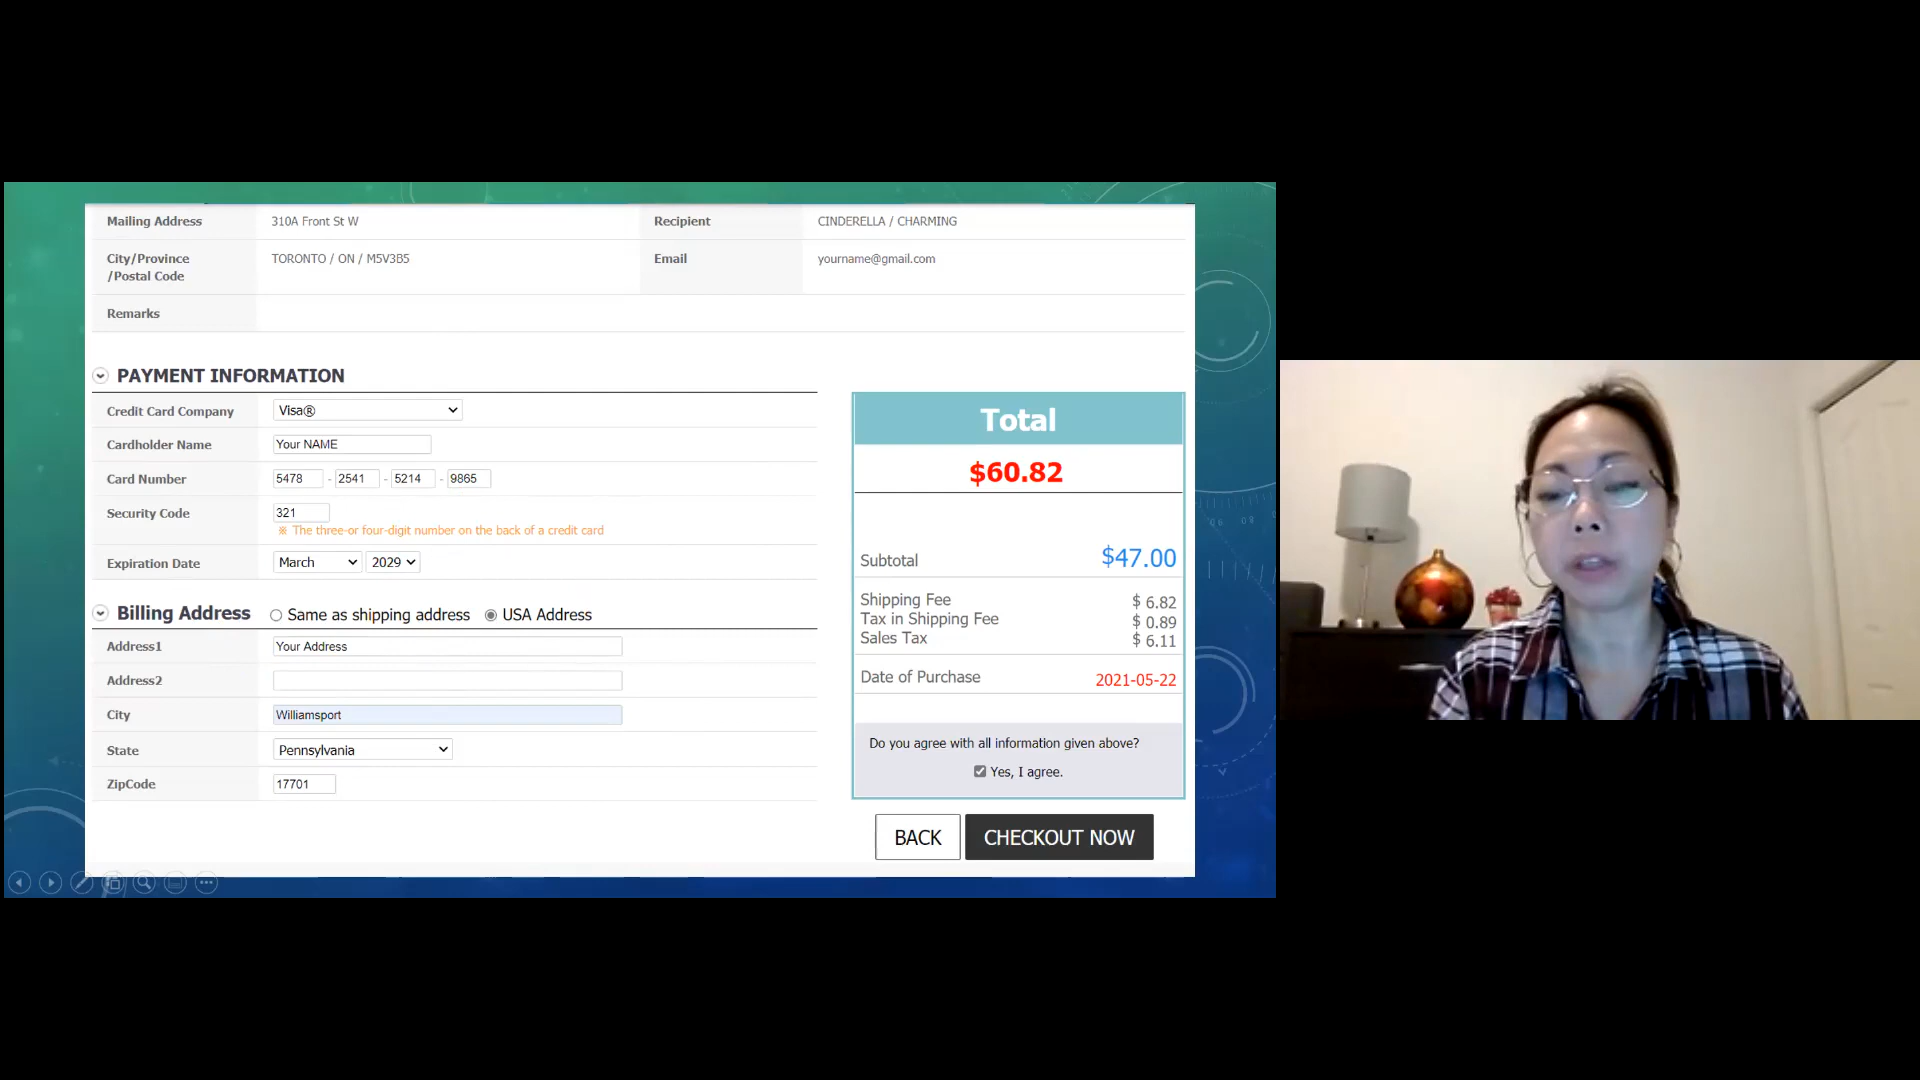 Mailing Address 310A Front St W Recipient CINDERELLA / CHARMING
City/Province TORONTO / ON / M5V3B5 Email yourname@gmail.com
/Postal Code
Remarks
PAYMENT INFORMATION
Credit Card Company Visa®
Cardholder Name Your NAME
Card Number 5478 - 2541 - 5214 - 9865
Security Code 321
※ The three-or four-digit number on the back of a credit card
Expiration Date March 2029
Billing Address Same as shipping address USA Address
Address1 Your Address
Address2
City Williamsport
State Pennsylvania
ZipCode 17701
Total
$60.82
Subtotal $47.00
Shipping Fee $ 6.82
Tax in Shipping Fee $ 0.89
Sales Tax $ 6.11
Date of Purchase 2021-05-22
Do you agree with all information given above?
Yes, I agree.
BACK CHECKOUT NOW